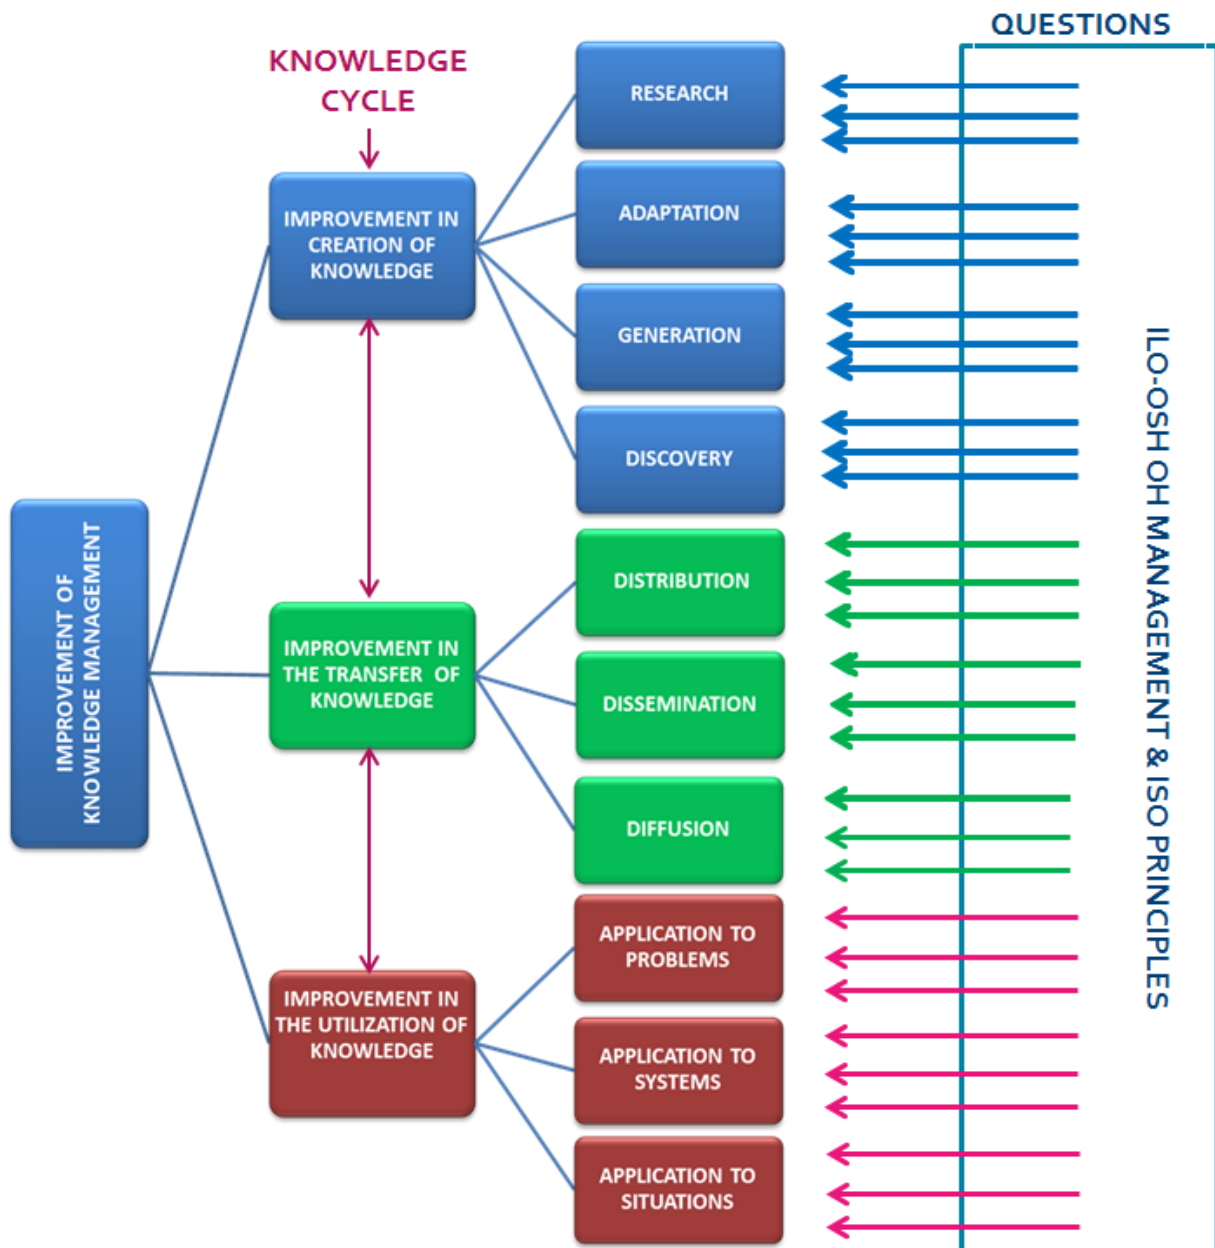 QUESTIONS
KNOWLEDGE
CYCLE
RESEARCH
ADAPTATION
IMPROVEMENT IN
CREATION OF
KNOWLEDGE
GENERATION
DISCOVERY
IMPROVEMENT OF
KNOWLEDGE MANAGEMENT
DISTRIBUTION
IMPROVEMENT IN
THE TRANSFER OF
KNOWLEDGE
DISSEMINATION
DIFFUSION
APPLICATION TO
PROBLEMS
IMPROVEMENT IN
THE UTILIZATION OF
KNOWLEDGE
APPLICATION TO
SYSTEMS
APPLICATION TO
SITUATIONS
ILO-OSH OH MANAGEMENT & ISO PRINCIPLES